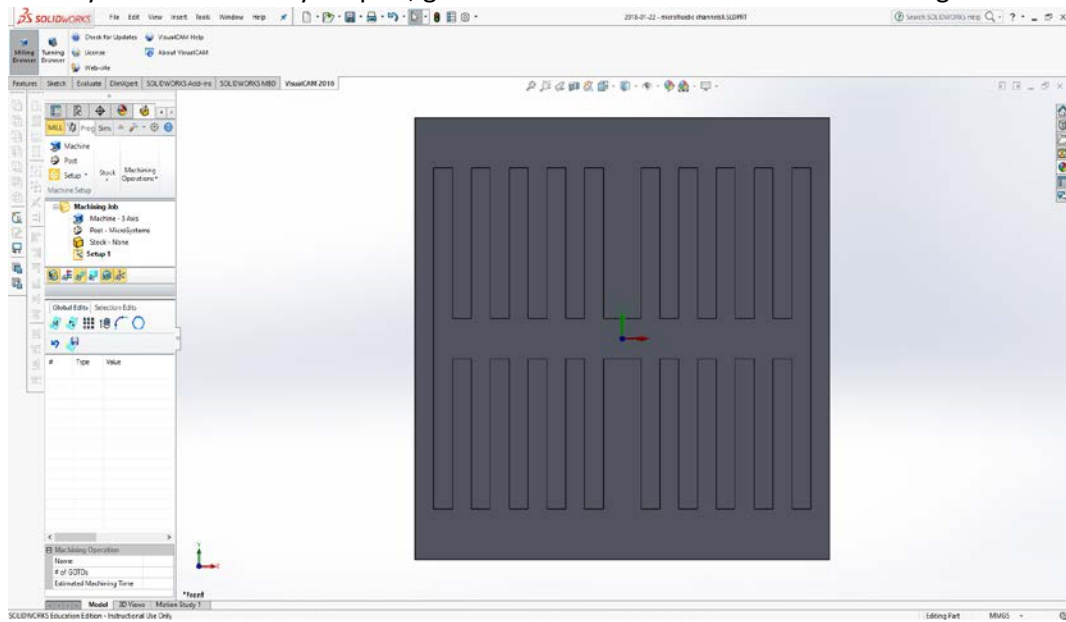 SOLIDWORKS File Edit View Insert Tools Window Help 2018-01-22 - microfluidic channels8.SLDPRT Search SOLIDWORKS Help
Milling Browser
Turning Browser
Check for Updates VisualCAM Help
License About VisualCAM
Web-site
Features Sketch Evaluate DimXpert SOLIDWORKS Add-Ins SOLIDWORKS MBD VisualCAM 2016
MILL Prog Sim
Machine
Post
Setup Stock Machining Operations
Machine Setup
Machining Job
Machine - 3 Axis
Post - MicroSystems
Stock - None
Setup 1
Global Edits Selection Edits
# Type Value
Machining Operation
Name
# of GOTOs
Estimated Machining Time
*Front
Model 3D Views Motion Study 1
SOLIDWORKS Education Edition - Instructional Use Only Editing Part MMGS